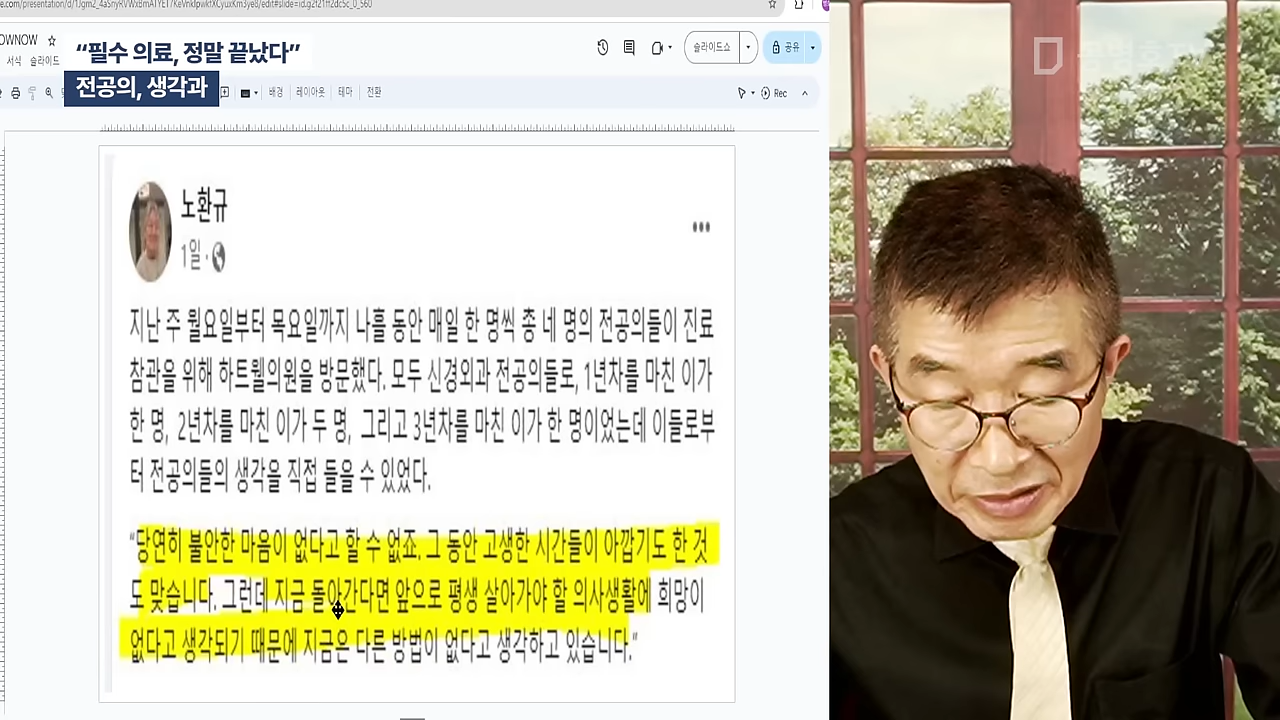 OWNOW
서식 슬라이드
“필수 의료, 정말 끝났다”
전공의, 생각과
슬라이드쇼
공유
배경 레이아웃 테마 전환
Rec
노환규
1일 ·
지난 주 월요일부터 목요일까지 나흘 동안 매일 한 명씩 총 네 명의 전공의들이 진료
참관을 위해 하트웰의원을 방문했다. 모두 신경외과 전공의들로, 1년차를 마친 이가
한 명, 2년차를 마친 이가 두 명, 그리고 3년차를 마친 이가 한 명이었는데 이들로부
터 전공의들의 생각을 직접 들을 수 있었다.
“당연히 불안한 마음이 없다고 할 수 없죠. 그 동안 고생한 시간들이 아깝기도 한 것
도 맞습니다. 그런데 지금 돌아간다면 앞으로 평생 살아가야 할 의사생활에 희망이
없다고 생각되기 때문에 지금은 다른 방법이 없다고 생각하고 있습니다.“